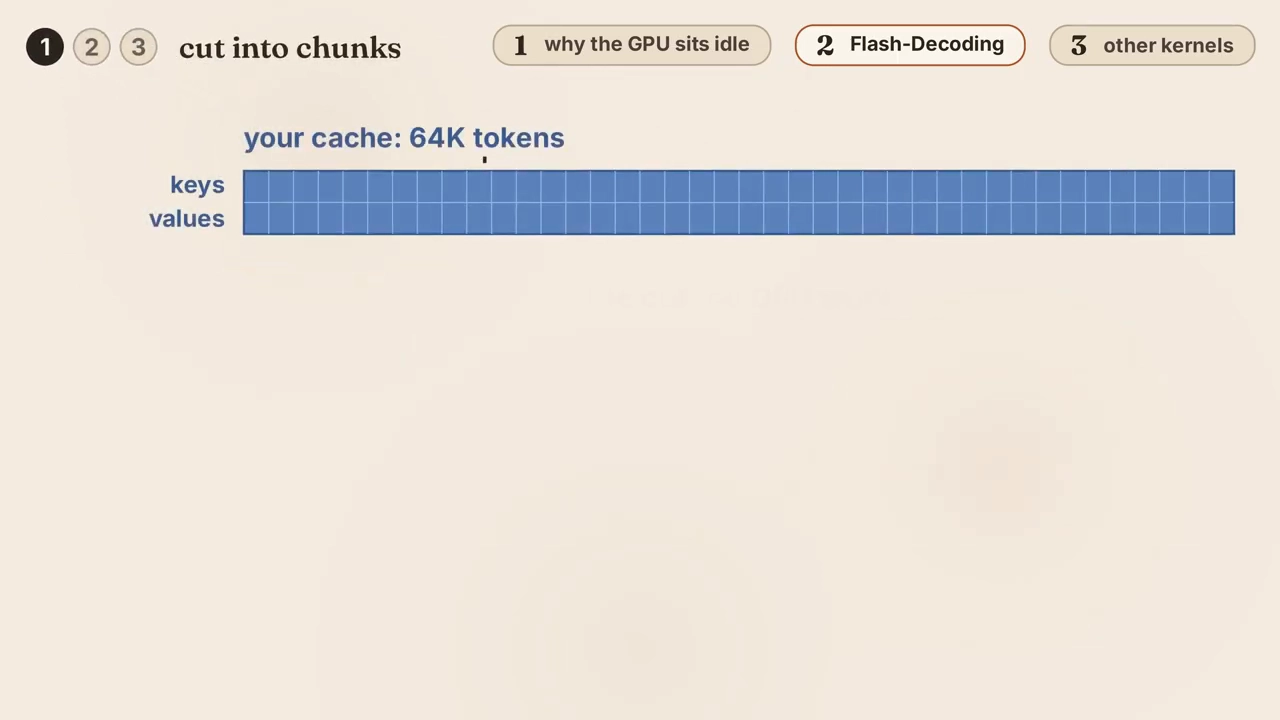 1 2 3 cut into chunks
1 why the GPU sits idle
2 Flash-Decoding
3 other kernels
your cache: 64K tokens
keys
values